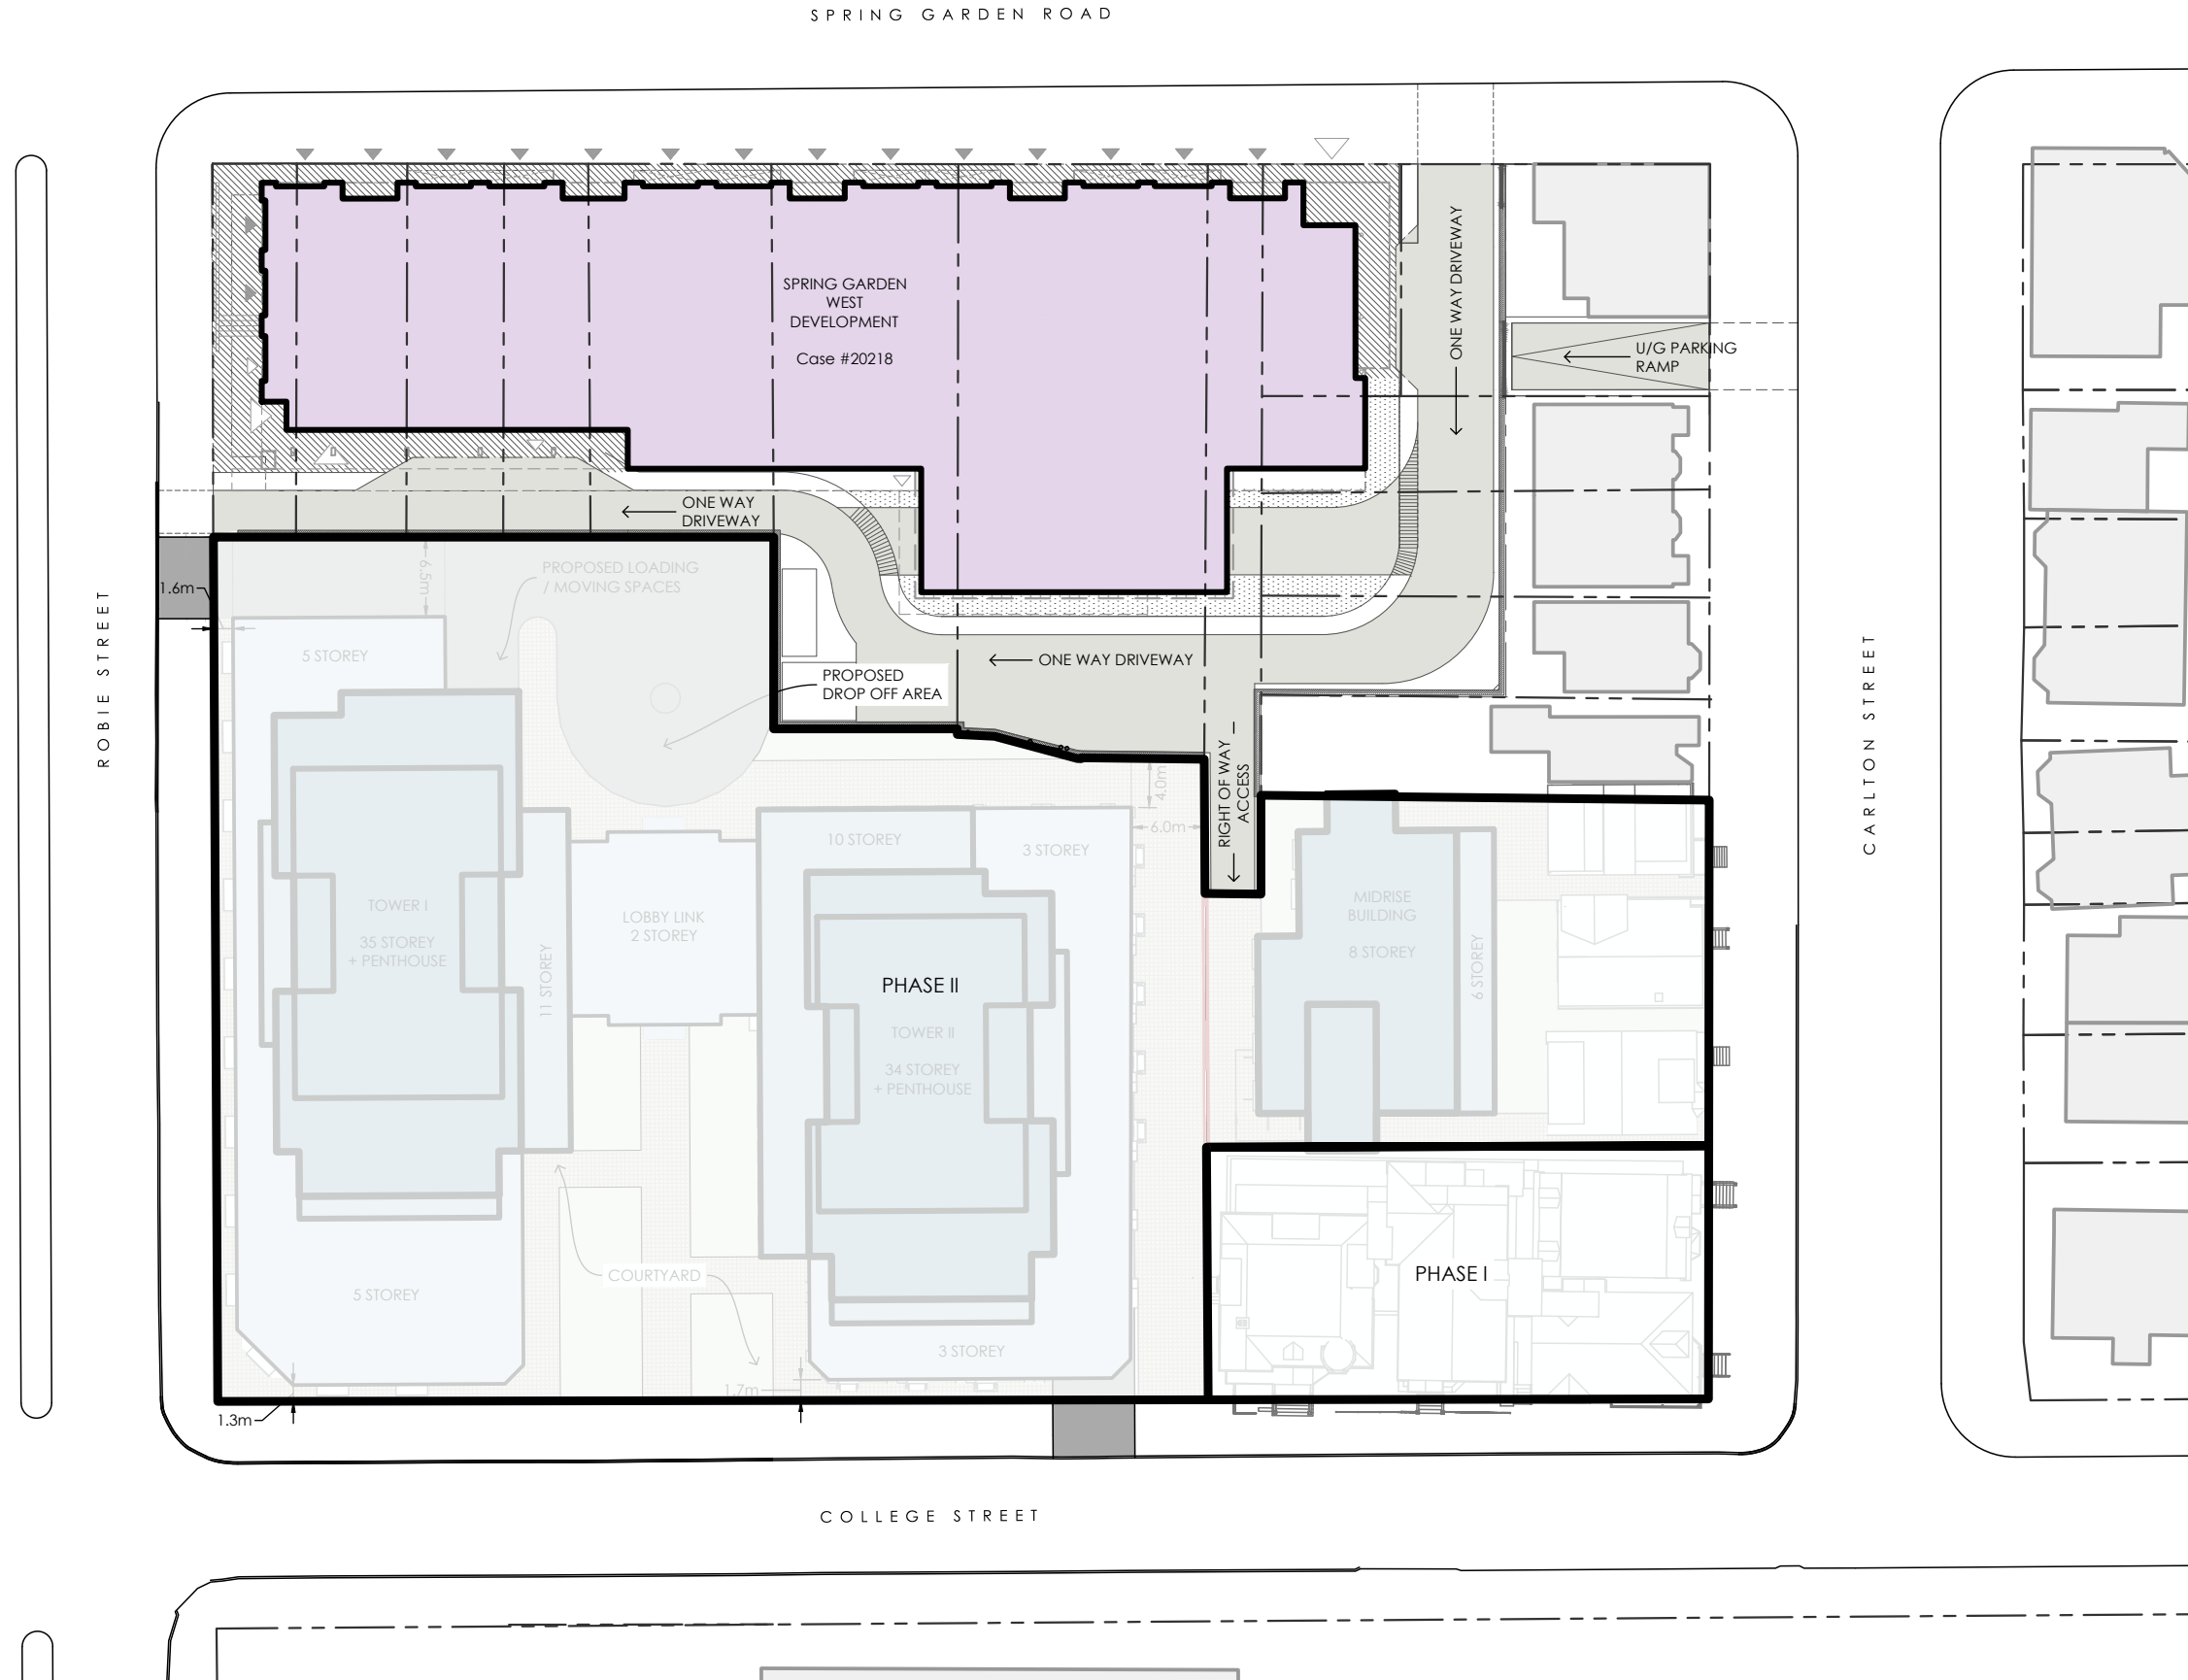 SPRING GARDEN ROAD
SPRING GARDEN
WEST
DEVELOPMENT
Case #20218
ONE WAY DRIVEWAY
U/G PARKING
RAMP
ONE WAY
DRIVEWAY
1.6m
6.5m
PROPOSED LOADING
/ MOVING SPACES
ROBIE STREET
CARLTON STREET
5 STOREY
ONE WAY DRIVEWAY
PROPOSED
DROP OFF AREA
RIGHT OF WAY
ACCESS
4.0m
6.0m
10 STOREY
3 STOREY
TOWER I
35 STOREY
+ PENTHOUSE
11 STOREY
LOBBY LINK
2 STOREY
PHASE II
TOWER II
34 STOREY
+ PENTHOUSE
MIDRISE
BUILDING
8 STOREY
6 STOREY
COURTYARD
PHASE I
5 STOREY
3 STOREY
1.7m
1.3m
COLLEGE STREET